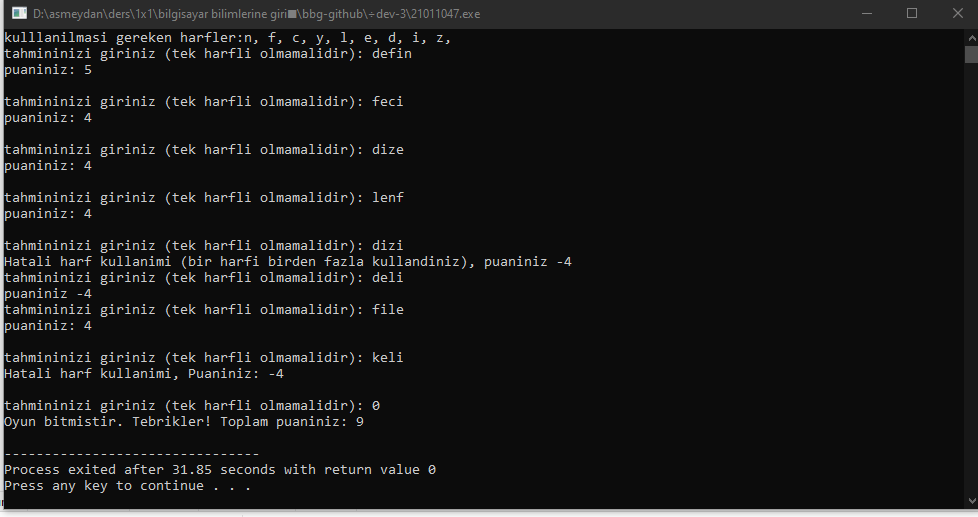 D:\asmeydan\ders\1x1\bilgisayar bilimlerine giri■\bbg-github\÷dev-3\21011047.exe
kulllanilmasi gereken harfler:n, f, c, y, l, e, d, i, z,
tahmininizi giriniz (tek harfli olmamalidir): defin
puaniniz: 5
tahmininizi giriniz (tek harfli olmamalidir): feci
puaniniz: 4
tahmininizi giriniz (tek harfli olmamalidir): dize
puaniniz: 4
tahmininizi giriniz (tek harfli olmamalidir): lenf
puaniniz: 4
tahmininizi giriniz (tek harfli olmamalidir): dizi
Hatali harf kullanimi (bir harfi birden fazla kullandiniz), puaniniz -4
tahmininizi giriniz (tek harfli olmamalidir): deli
puaniniz -4
tahmininizi giriniz (tek harfli olmamalidir): file
puaniniz: 4
tahmininizi giriniz (tek harfli olmamalidir): keli
Hatali harf kullanimi, Puaniniz: -4
tahmininizi giriniz (tek harfli olmamalidir): 0
Oyun bitmistir. Tebrikler! Toplam puaniniz: 9
--------------------------------
Process exited after 31.85 seconds with return value 0
Press any key to continue . . .